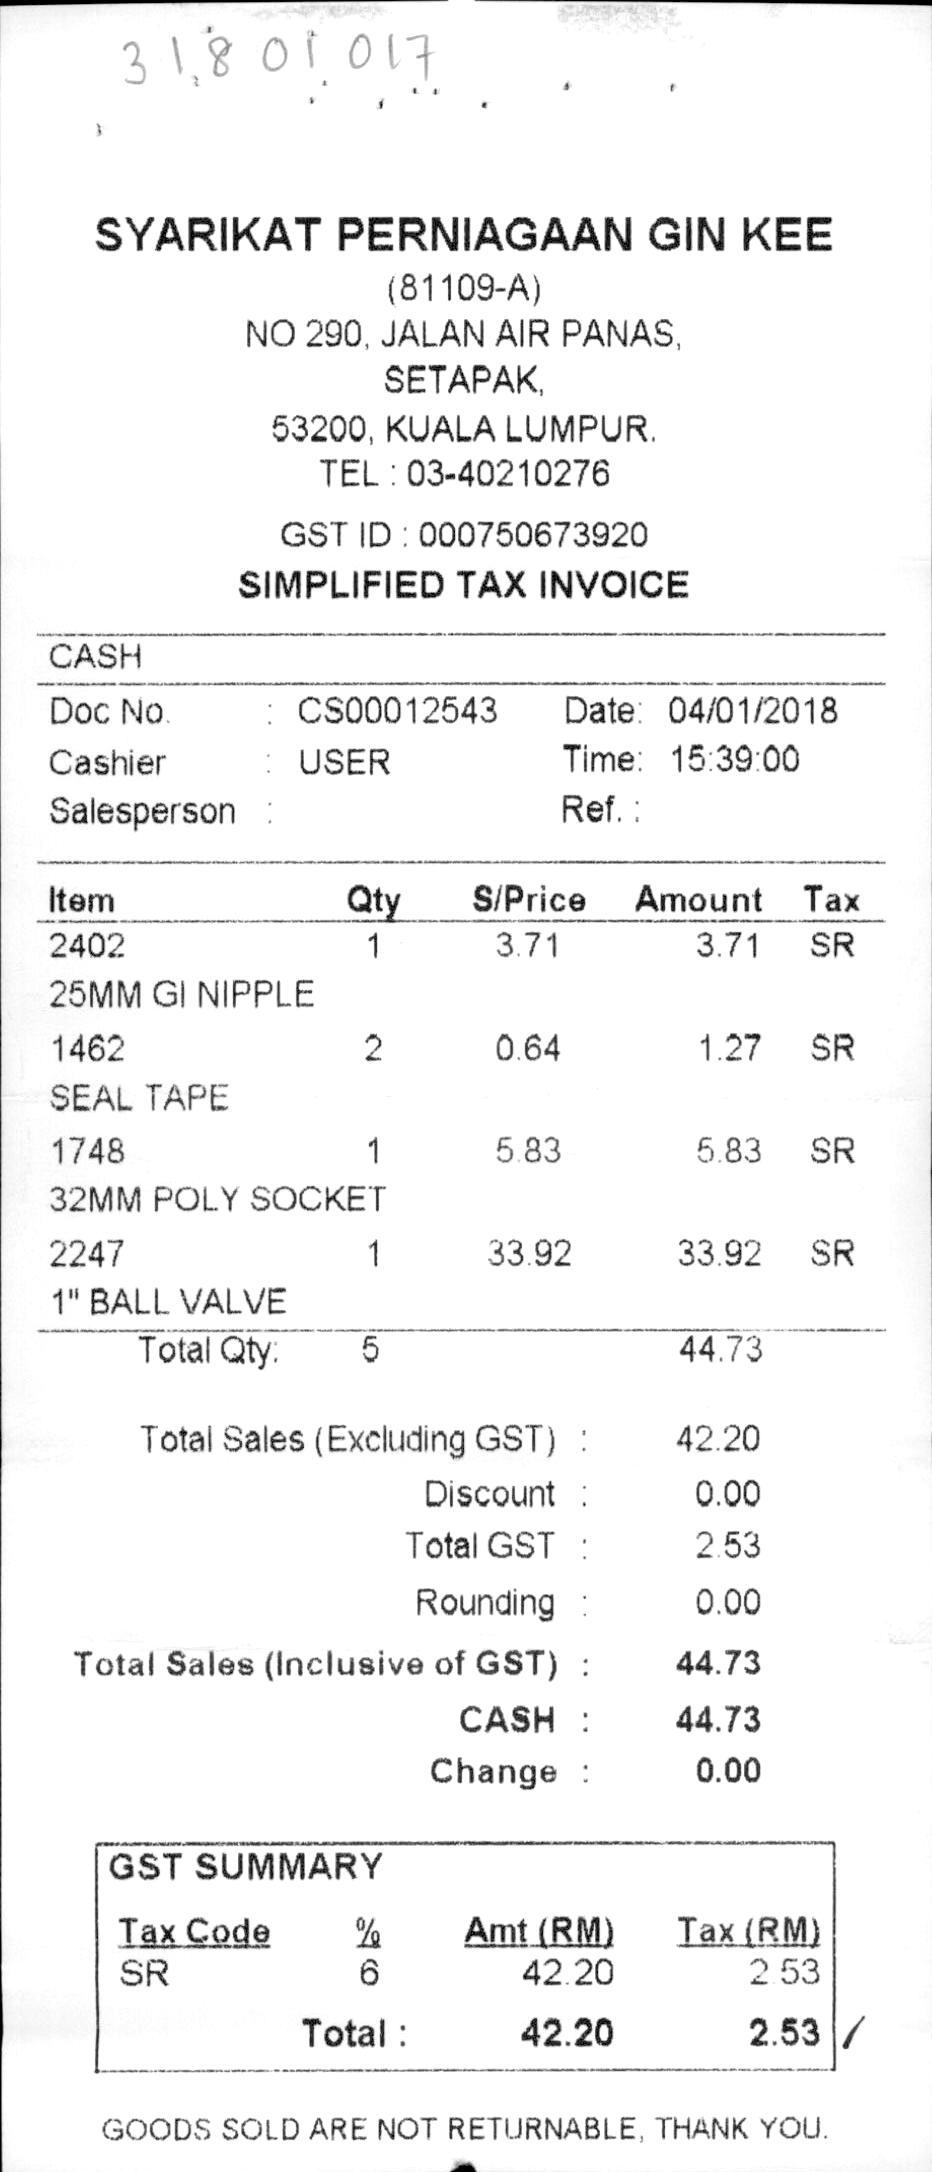 31801017
SYARIKAT PERNIAGAAN GIN KEE
(81109-A)
NO 290, JALAN AIR PANAS,
SETAPAK,
53200, KUALA LUMPUR.
TEL : 03-40210276
GST ID : 000750673920
SIMPLIFIED TAX INVOICE
CASH
Doc No. : CS00012543 Date: 04/01/2018
Cashier : USER Time: 15:39:00
Salesperson : Ref. :
Item Qty S/Price Amount Tax
2402 1 3.71 3.71 SR
25MM GI NIPPLE
1462 2 0.64 1.27 SR
SEAL TAPE
1748 1 5.83 5.83 SR
32MM POLY SOCKET
2247 1 33.92 33.92 SR
1" BALL VALVE
Total Qty: 5 44.73
Total Sales (Excluding GST) : 42.20
Discount : 0.00
Total GST : 2.53
Rounding : 0.00
Total Sales (Inclusive of GST) : 44.73
CASH : 44.73
Change : 0.00
GST SUMMARY
Tax Code % Amt (RM) Tax (RM)
SR 6 42.20 2.53
Total : 42.20 2.53
GOODS SOLD ARE NOT RETURNABLE, THANK YOU.